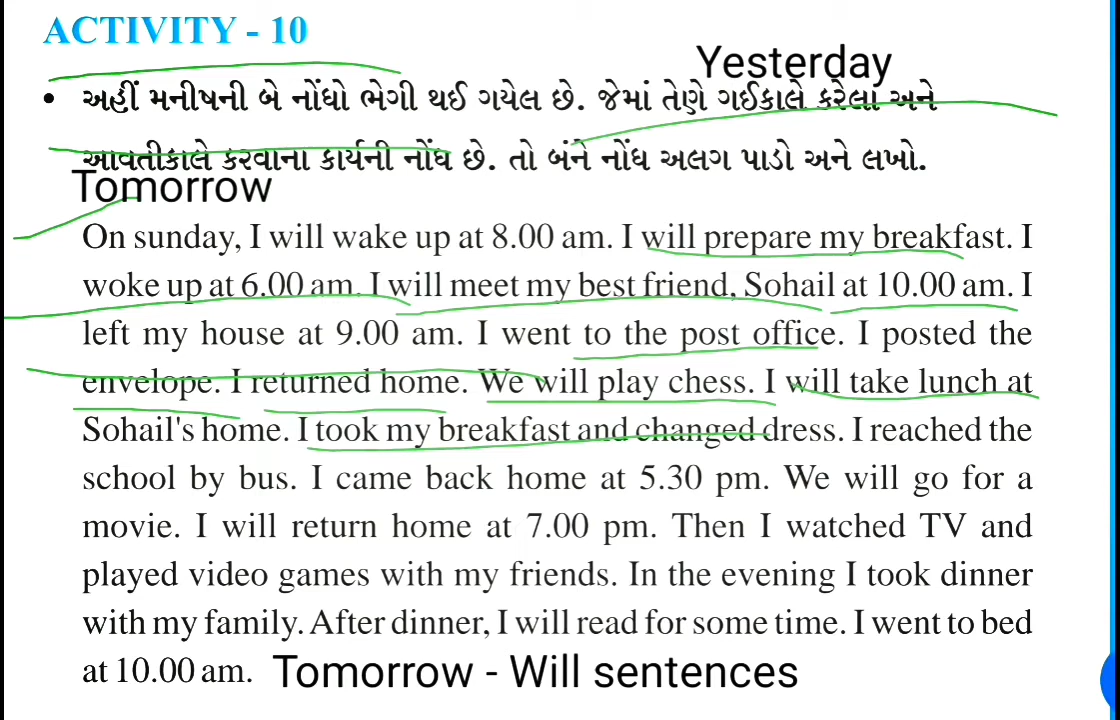 ACTIVITY - 10
Yesterday
• અહીં મનીષની બે નોંધો ભેગી થઈ ગયેલ છે. જેમાં તેણે ગઈકાલે કરેલાં અને
આવતીકાલે કરવાના કાર્યની નોંધ છે. તો બંને નોંધ અલગ પાડો અને લખો.
Tomorrow
On sunday, I will wake up at 8.00 am. I will prepare my breakfast. I
woke up at 6.00 am. I will meet my best friend, Sohail at 10.00 am. I
left my house at 9.00 am. I went to the post office. I posted the
envelope. I returned home. We will play chess. I will take lunch at
Sohail's home. I took my breakfast and changed dress. I reached the
school by bus. I came back home at 5.30 pm. We will go for a
movie. I will return home at 7.00 pm. Then I watched TV and
played video games with my friends. In the evening I took dinner
with my family. After dinner, I will read for some time. I went to bed
at 10.00 am. Tomorrow - Will sentences